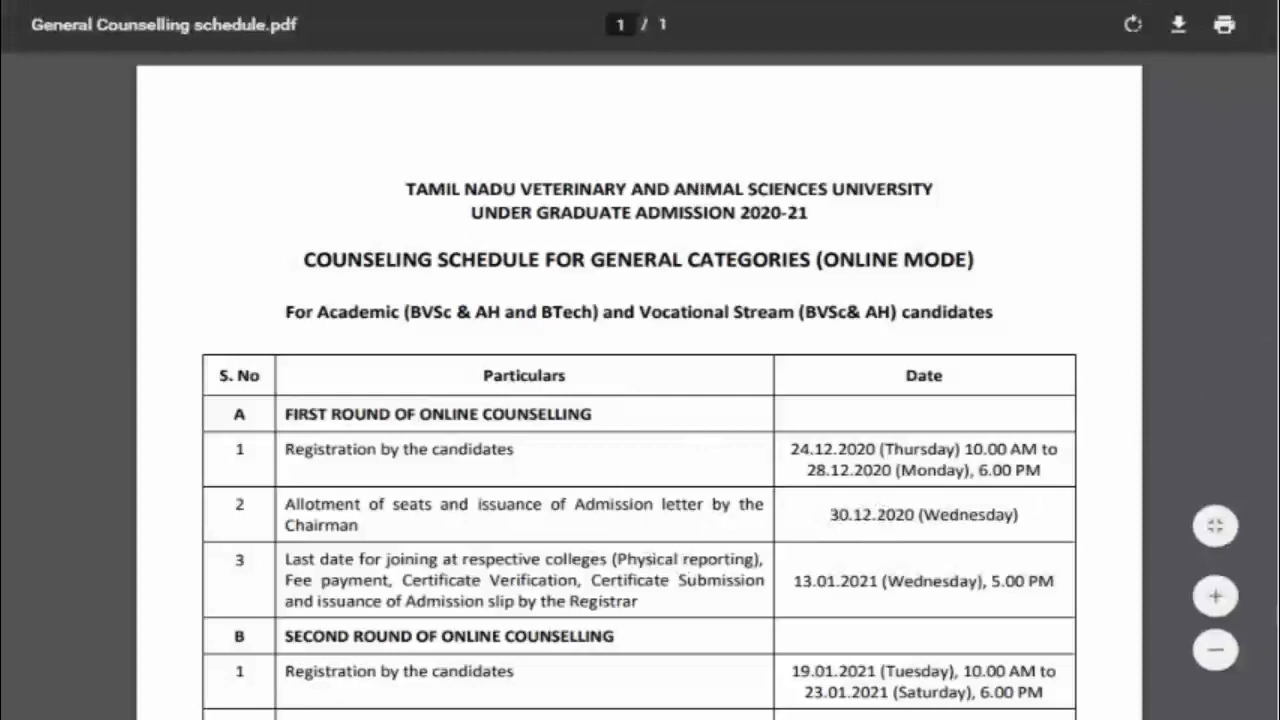 General Counselling schedule.pdf
1 / 1
TAMIL NADU VETERINARY AND ANIMAL SCIENCES UNIVERSITY
UNDER GRADUATE ADMISSION 2020-21
COUNSELING SCHEDULE FOR GENERAL CATEGORIES (ONLINE MODE)
For Academic (BVSc & AH and BTech) and Vocational Stream (BVSc& AH) candidates
S. No Particulars Date
A FIRST ROUND OF ONLINE COUNSELLING
1 Registration by the candidates 24.12.2020 (Thursday) 10.00 AM to
28.12.2020 (Monday), 6.00 PM
2 Allotment of seats and issuance of Admission letter by the
Chairman
30.12.2020 (Wednesday)
3 Last date for joining at respective colleges (Physical reporting),
Fee payment, Certificate Verification, Certificate Submission
and issuance of Admission slip by the Registrar
13.01.2021 (Wednesday), 5.00 PM
B SECOND ROUND OF ONLINE COUNSELLING
1 Registration by the candidates 19.01.2021 (Tuesday), 10.00 AM to
23.01.2021 (Saturday), 6.00 PM